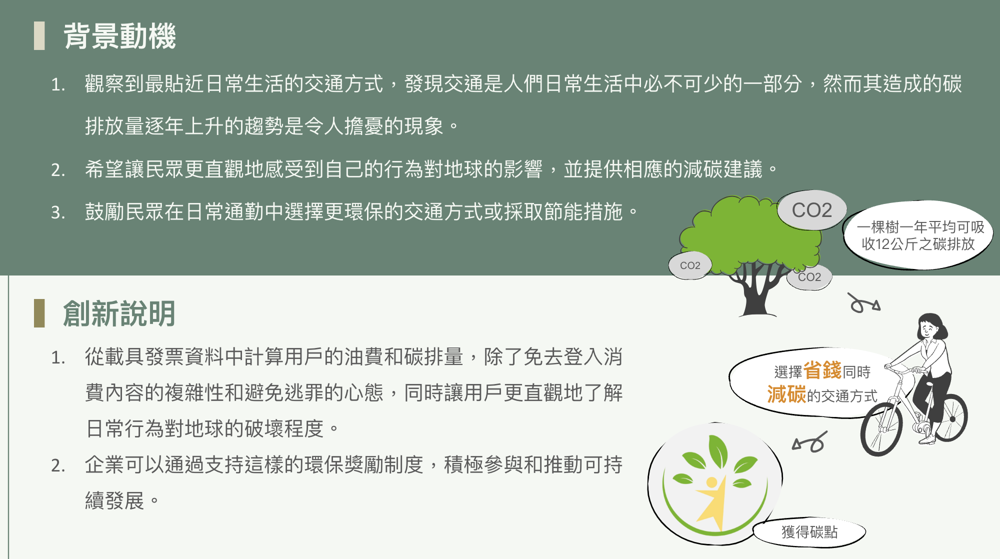 背景動機
1. 觀察到最貼近日常生活的交通方式，發現交通是人們日常生活中必不可少的一部分，然而其造成的碳
排放量逐年上升的趨勢是令人擔憂的現象。
2. 希望讓民眾更直觀地感受到自己的行為對地球的影響，並提供相應的減碳建議。
3. 鼓勵民眾在日常通勤中選擇更環保的交通方式或採取節能措施。
CO2
一棵樹一年平均可吸
收12公斤之碳排放
CO2
CO2
創新說明
1. 從載具發票資料中計算用戶的油費和碳排量，除了免去登入消
費內容的複雜性和避免逃罪的心態，同時讓用戶更直觀地了解
日常行為對地球的破壞程度。
2. 企業可以通過支持這樣的環保獎勵制度，積極參與和推動可持
續發展。
選擇省錢同時
減碳的交通方式
獲得碳點